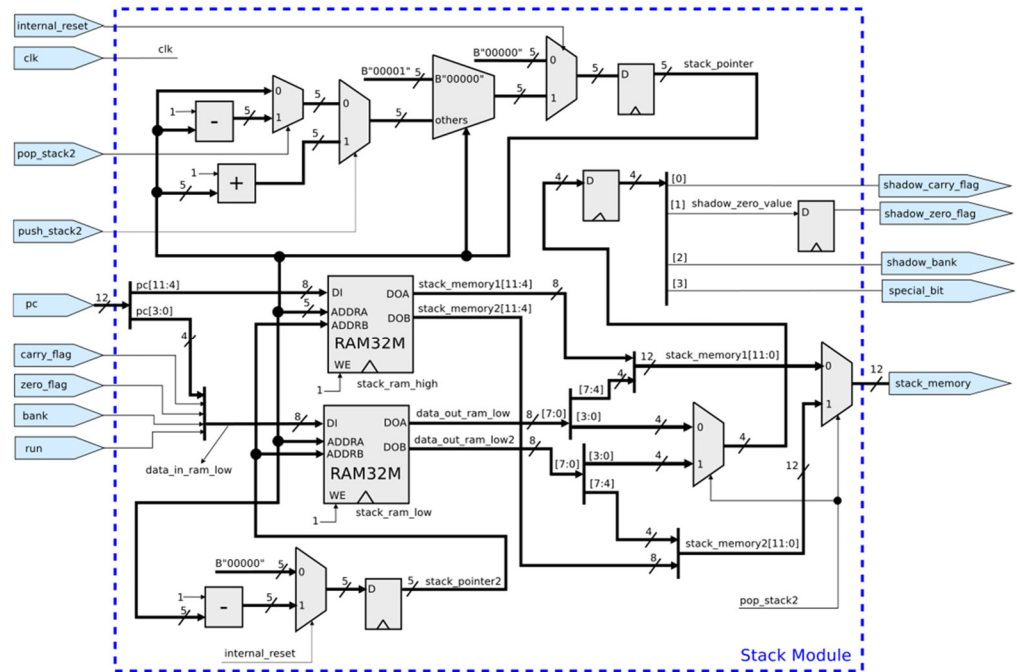 internal_reset
clk
clk
B"00000"
5
0
1
5
D
5
stack_pointer
B"00001"
5
B"00000"
others
5
0
1
5
0
1
5
1
-
5
5
1
+
5
pop_stack2
push_stack2
4
D
4
[0]
[1]
shadow_zero_value
D
[2]
[3]
shadow_carry_flag
shadow_zero_flag
shadow_bank
special_bit
pc
12
pc[11:4]
pc[3:0]
8
5
4
DI
ADDRA
ADDRB
DOA
DOB
RAM32M
WE
1
stack_ram_high
stack_memory1[11:4]
8
stack_memory2[11:4]
carry_flag
zero_flag
bank
run
data_in_ram_low
8
DI
ADDRA
ADDRB
DOA
DOB
RAM32M
WE
1
stack_ram_low
data_out_ram_low
8
[7:0]
data_out_ram_low2
8
[7:0]
[7:4]
4
[3:0]
4
[3:0]
4
[7:4]
4
8
12
stack_memory1[11:0]
0
1
4
0
1
12
12
stack_memory
stack_memory2[11:0]
pop_stack2
B"00000"
5
0
1
5
D
5
stack_pointer2
1
-
5
5
internal_reset
Stack Module